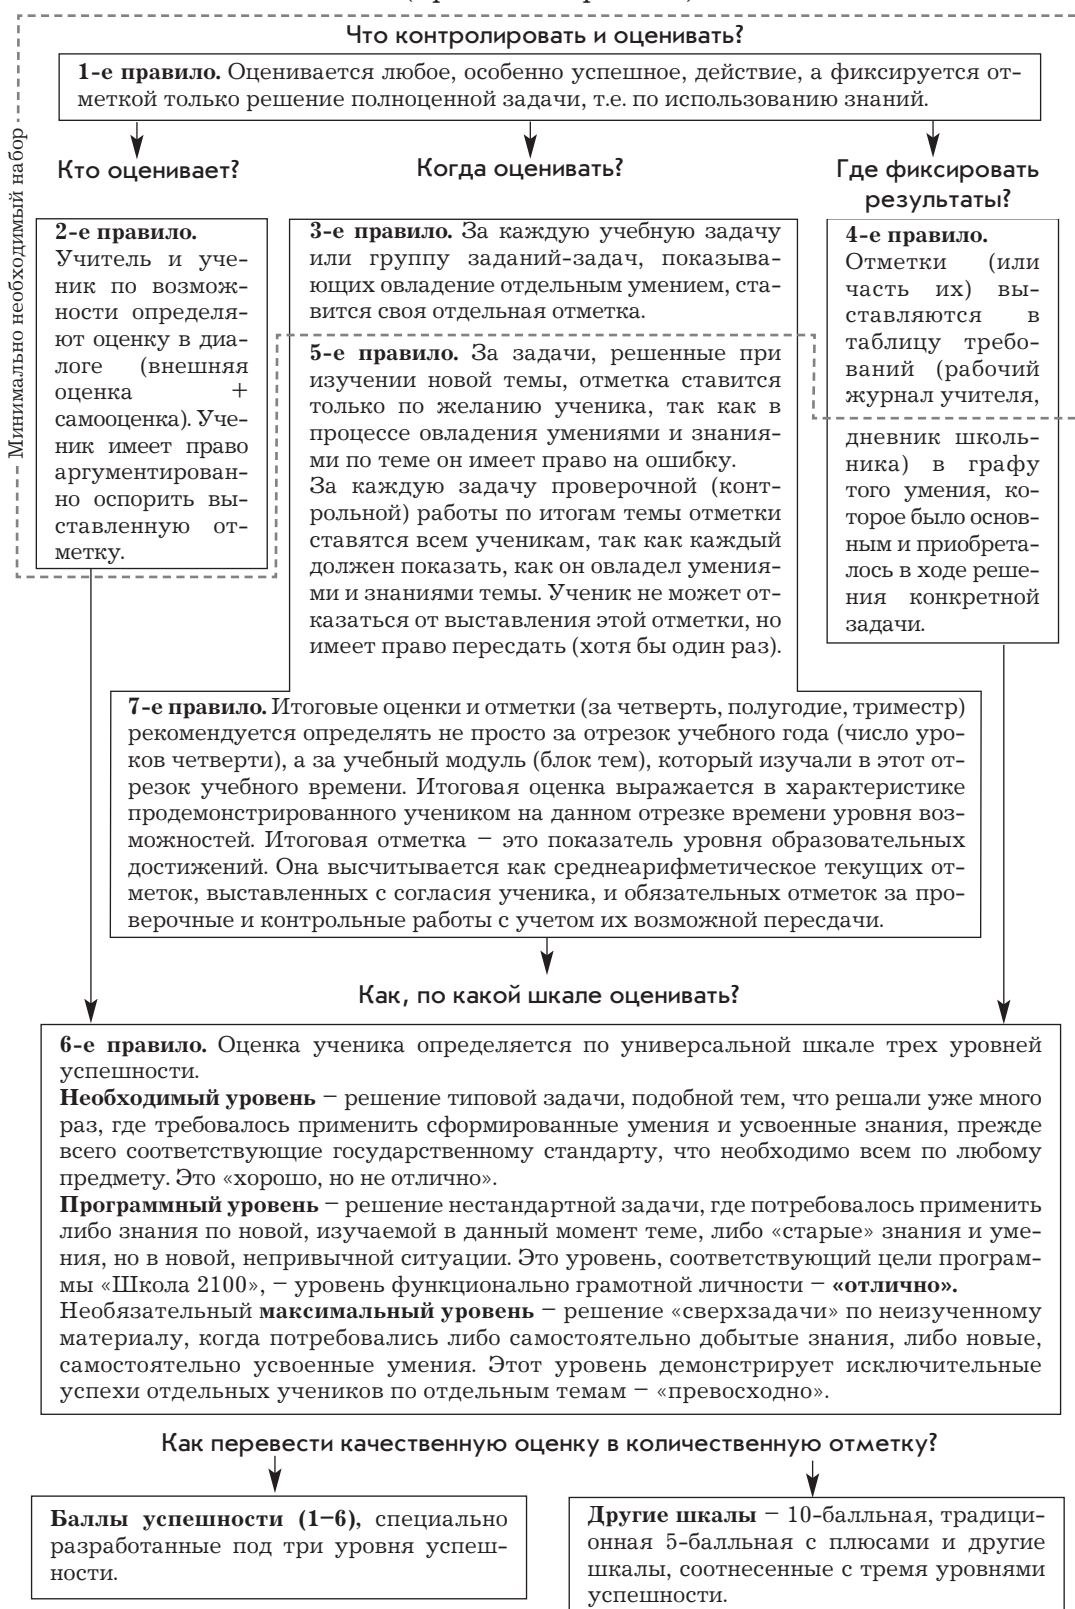 Что контролировать и оценивать?
1-е правило. Оценивается любое, особенно успешное, действие, а фиксируется от-
меткой только решение полноценной задачи, т.е. по использованию знаний.
Минимально необходимый набор
Кто оценивает?
2-е правило.
Учитель и уче-
ник по возмож-
ности определя-
ют оценку в диа-
логе (внешняя
оценка +
самооценка). Уче-
ник имеет право
аргументирован-
но оспорить вы-
ставленную от-
метку.
Когда оценивать?
3-е правило. За каждую учебную задачу
или группу заданий-задач, показыва-
ющих овладение отдельным умением, ста-
вится своя отдельная отметка.
5-е правило. За задачи, решенные при
изучении новой темы, отметка ставится
только по желанию ученика, так как в
процессе овладения умениями и знания-
ми по теме он имеет право на ошибку.
За каждую задачу проверочной (конт-
рольной) работы по итогам темы отметки
ставятся всем ученикам, так как каждый
должен показать, как он овладел умения-
ми и знаниями темы. Ученик не может от-
казаться от выставления этой отметки, но
имеет право пересдать (хотя бы один раз).
Где фиксировать
результаты?
4-е правило.
Отметки (или
часть их) вы-
ставляются в
таблицу требо-
ваний (рабочий
журнал учителя,
дневник школь-
ника) в графу
того умения, ко-
торое было основ-
ным и приобрета-
лось в ходе реше-
ния конкретной
задачи.
7-е правило. Итоговые оценки и отметки (за четверть, полугодие, триместр)
рекомендуется определять не просто за отрезок учебного года (число уро-
ков четверти), а за учебный модуль (блок тем), который изучали в этот от-
резок учебного времени. Итоговая оценка выражается в характеристике
продемонстрированного учеником на данном отрезке времени уровня воз-
можностей. Итоговая отметка – это показатель уровня образовательных
достижений. Она высчитывается как среднеарифметическое текущих от-
меток, выставленных с согласия ученика, и обязательных отметок за про-
верочные и контрольные работы с учетом их возможной пересдачи.
Как, по какой шкале оценивать?
6-е правило. Оценка ученика определяется по универсальной шкале трех уровней
успешности.
Необходимый уровень – решение типовой задачи, подобной тем, что решали уже много
раз, где требовалось применить сформированные умения и усвоенные знания, прежде
всего соответствующие государственному стандарту, что необходимо всем по любому
предмету. Это «хорошо, но не отлично».
Программный уровень – решение нестандартной задачи, где потребовалось применить
либо знания по новой, изучаемой в данный момент теме, либо «старые» знания и уме-
ния, но в новой, непривычной ситуации. Это уровень, соответствующий цели програм-
мы «Школа 2100», – уровень функционально грамотной личности – «отлично».
Необязательный максимальный уровень – решение «сверхзадачи» по неизученному
материалу, когда потребовались либо самостоятельно добытые знания, либо новые,
самостоятельно усвоенные умения. Этот уровень демонстрирует исключительные
успехи отдельных учеников по отдельным темам – «превосходно».
Как перевести качественную оценку в количественную отметку?
Баллы успешности (1–6), специально
разработанные под три уровня успеш-
ности.
Другие шкалы – 10-балльная, традици-
онная 5-балльная с плюсами и другие
шкалы, соотнесенные с тремя уровнями
успешности.